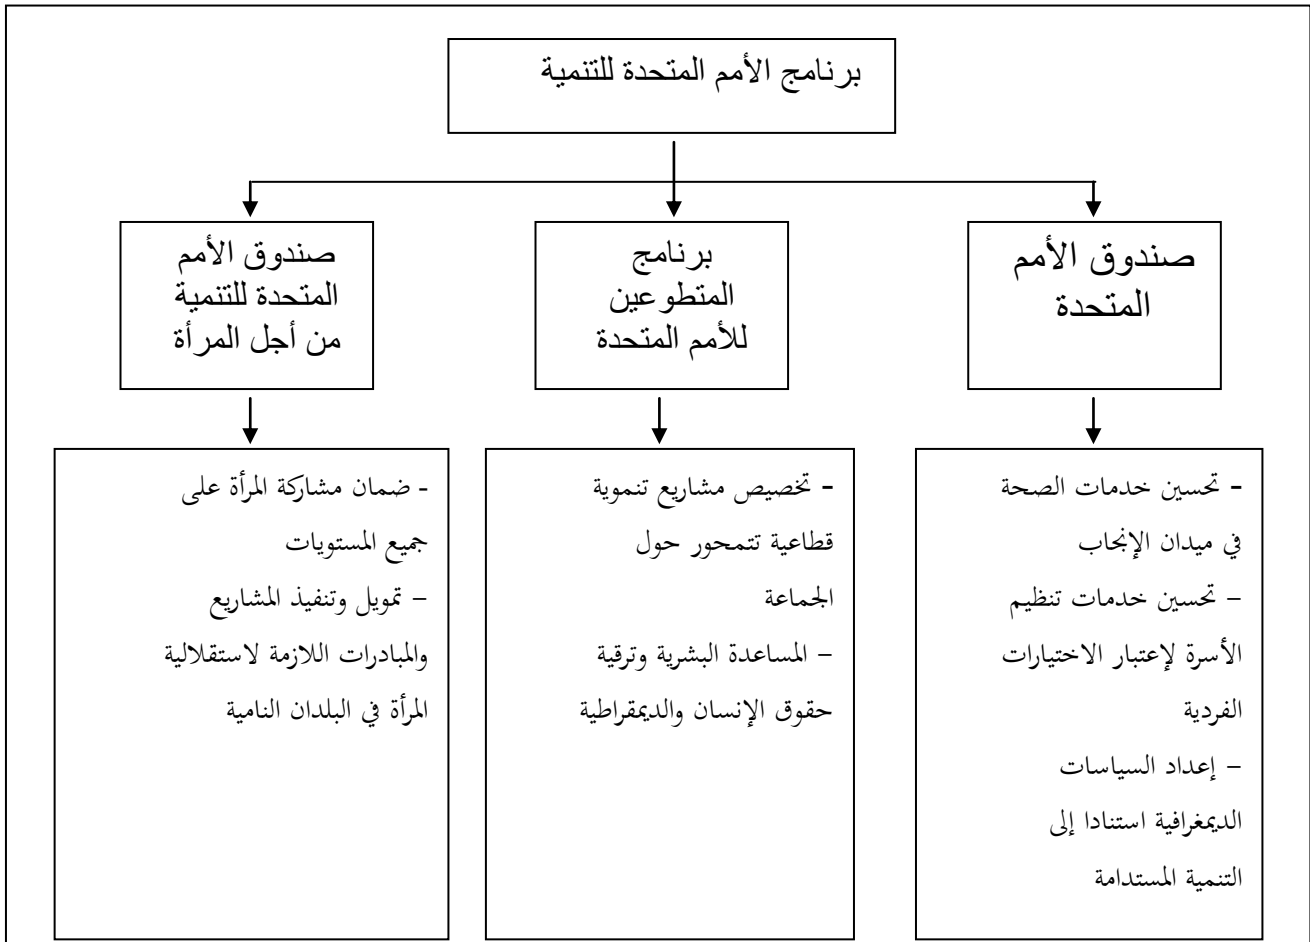 برنامج الأمم المتحدة للتنمية
صندوق الأمم
المتحدة
برنامج
المتطوعين
للأمم المتحدة
صندوق الأمم
المتحدة للتنمية
من أجل المرأة
- تحسين خدمات الصحة
في ميدان الإنجاب
– تحسين خدمات تنظيم
الأسرة لإعتبار الاختيارات
الفردية
– إعداد السياسات
الديمغرافية استنادا إلى
التنمية المستدامة
- تخصيص مشاريع تنموية
قطاعية تتمحور حول
الجماعة
– المساعدة البشرية وترقية
حقوق الإنسان والديمقراطية
- ضمان مشاركة المرأة على
جميع المستويات
– تمويل وتنفيذ المشاريع
والمبادرات اللازمة لاستقلالية
المرأة في البلدان النامية